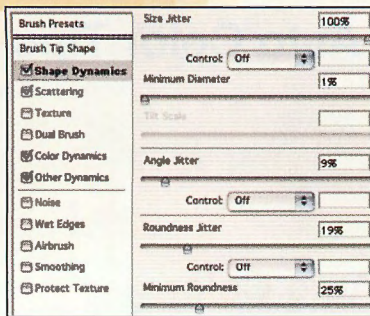 Brush Presets
Brush Tip Shape
Shape Dynamics
Scattering
Texture
Dual Brush
Color Dynamics
Other Dynamics
Noise
Wet Edges
Airbrush
Smoothing
Protect Texture
Size Jitter 100%
Control: Off
Minimum Diameter 1%
Tilt Scale
Angle Jitter 9%
Control: Off
Roundness Jitter 19%
Control: Off
Minimum Roundness 25%